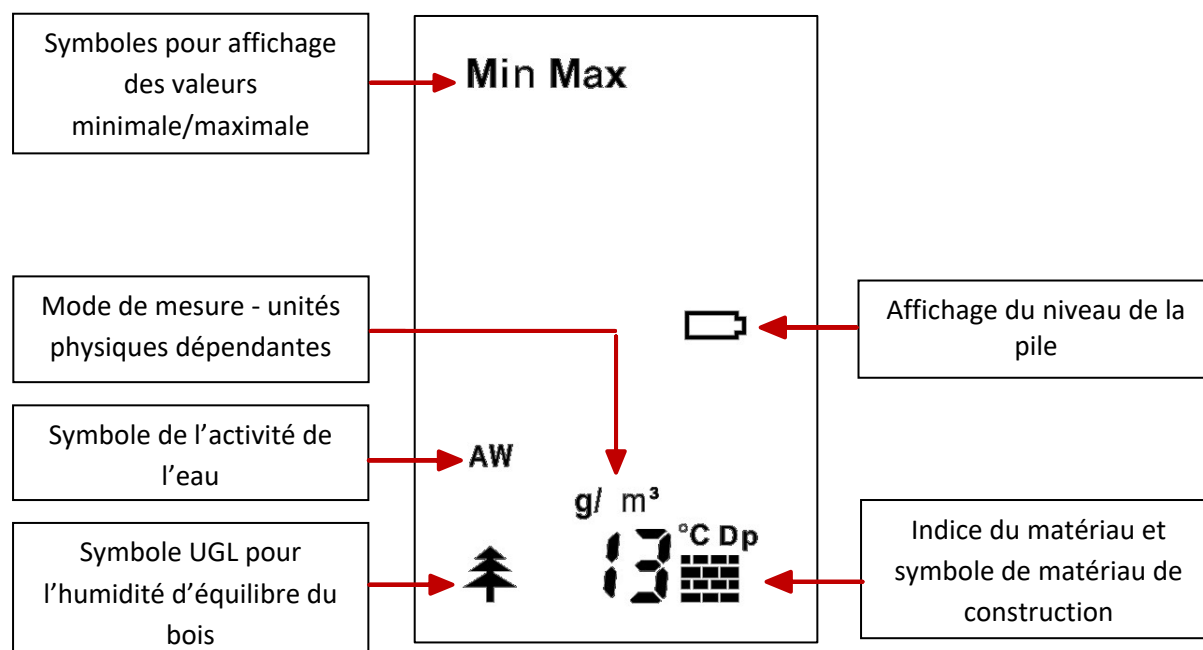 Symboles pour affichage
des valeurs
minimale/maximale
Min Max
Mode de mesure - unités
physiques dépendantes
Affichage du niveau de la
pile
Symbole de l’activité de
l’eau
AW
g/ m³
°C Dp
13
Symbole UGL pour
l’humidité d’équilibre du
bois
Indice du matériau et
symbole de matériau de
construction